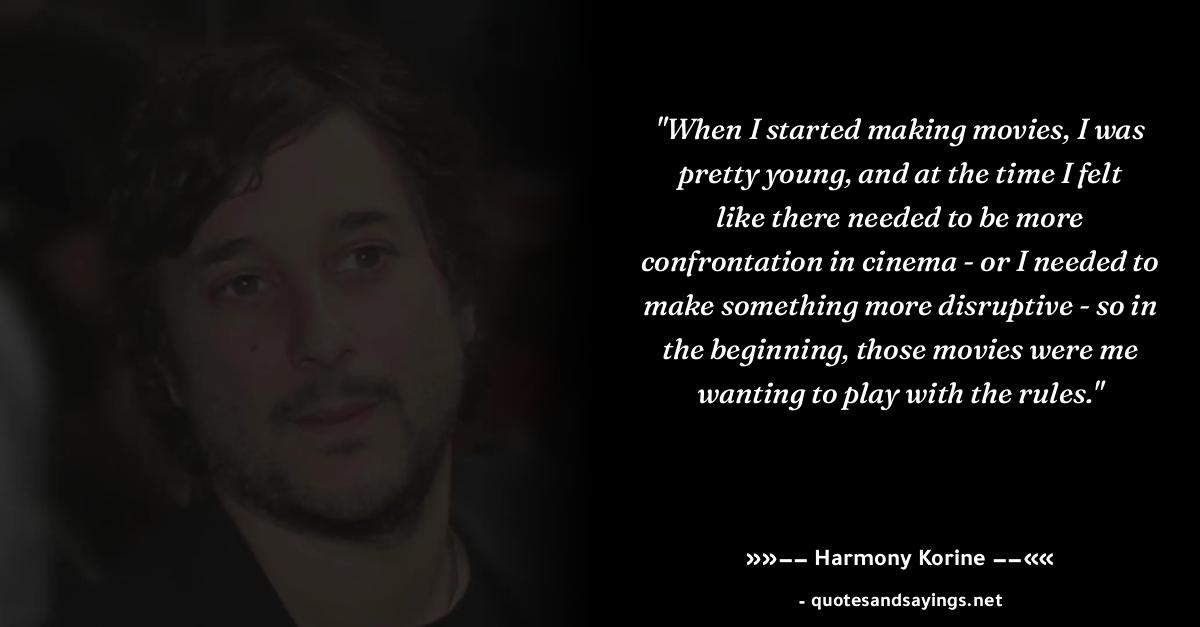 "When I started making movies, I was
pretty young, and at the time I felt
like there needed to be more
confrontation in cinema - or I needed to
make something more disruptive - so in
the beginning, those movies were me
wanting to play with the rules."
»»−− Harmony Korine −−««
- quotesandsayings.net